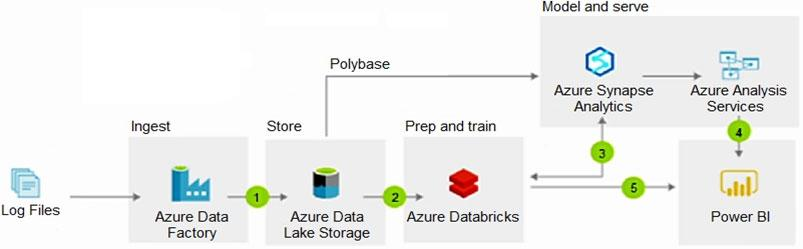 Model and serve
Polybase
Azure Synapse
Analytics
Azure Analysis
Services
Ingest
Store
Prep and train
3
4
Log Files
1
2
5
Azure Data
Factory
Azure Data
Lake Storage
Azure Databricks
Power BI